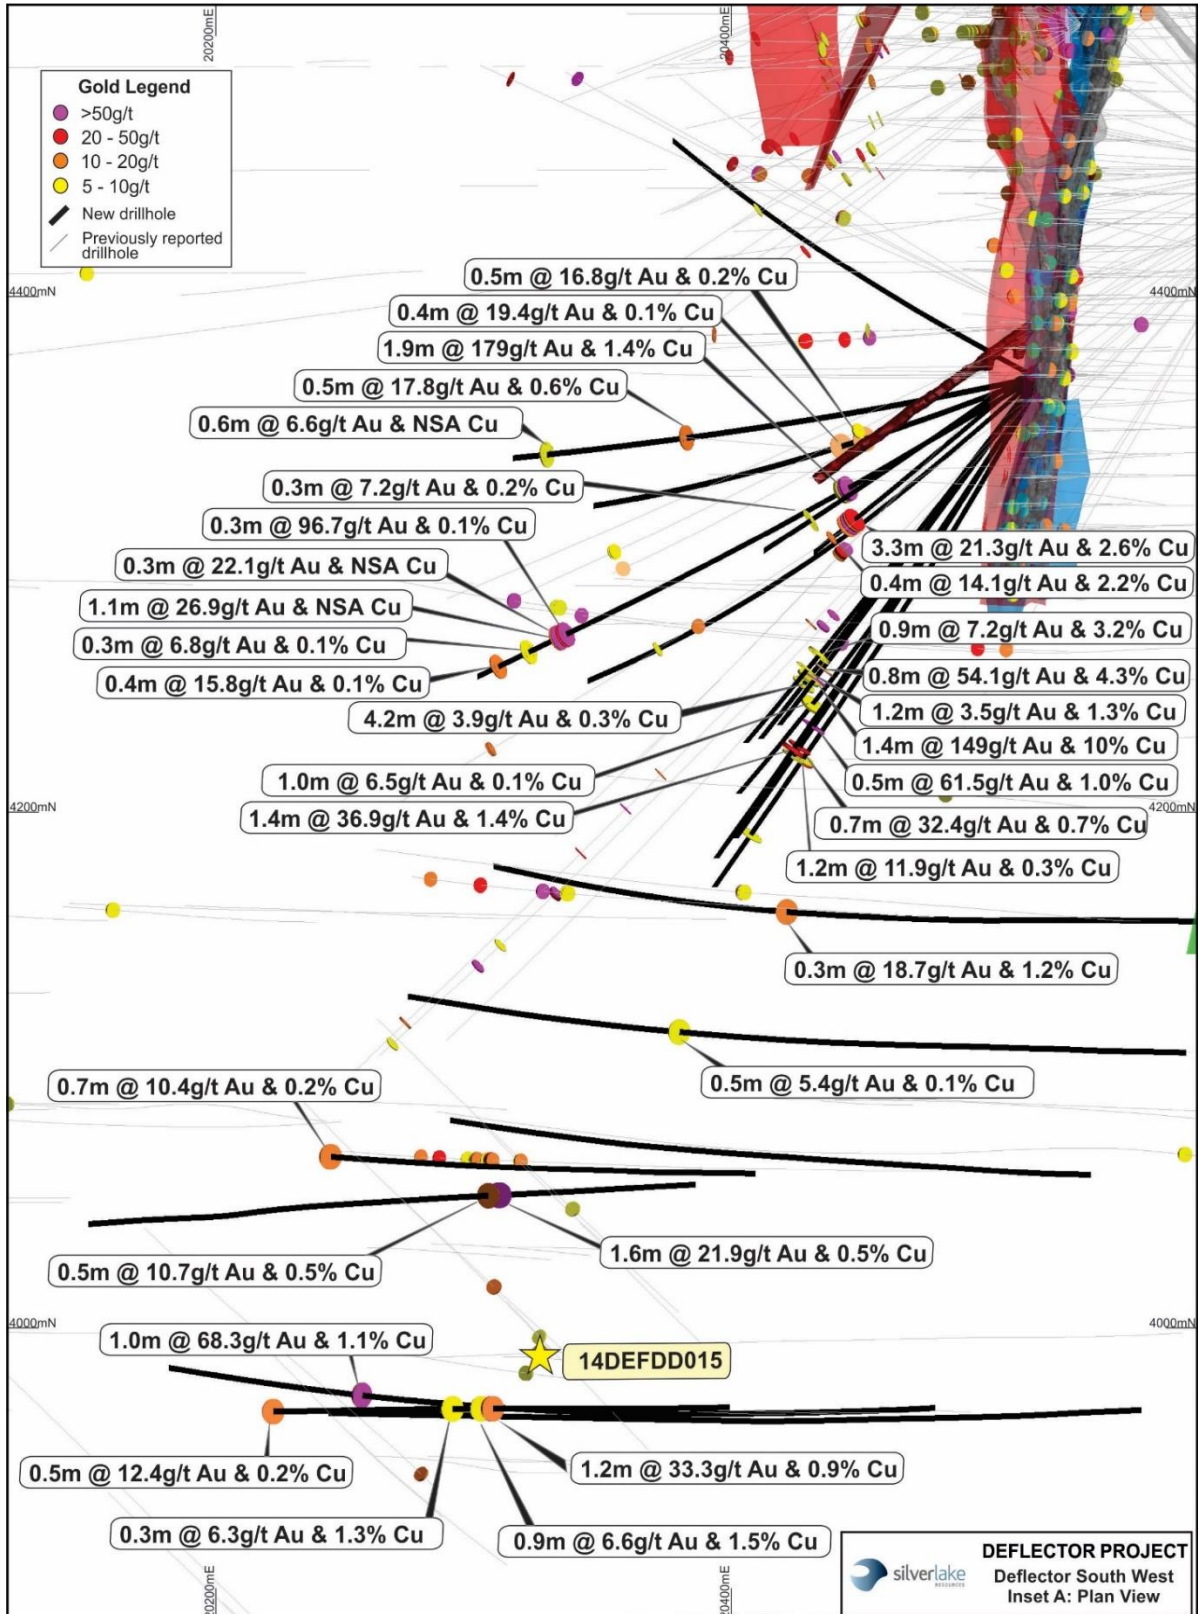 20200mE
20400mE
Gold Legend
>50g/t
20 - 50g/t
10 - 20g/t
5 - 10g/t
New drillhole
Previously reported
drillhole
4400mN
4400mN
0.5m @ 16.8g/t Au & 0.2% Cu
0.4m @ 19.4g/t Au & 0.1% Cu
1.9m @ 179g/t Au & 1.4% Cu
0.5m @ 17.8g/t Au & 0.6% Cu
0.6m @ 6.6g/t Au & NSA Cu
0.3m @ 7.2g/t Au & 0.2% Cu
0.3m @ 96.7g/t Au & 0.1% Cu
0.3m @ 22.1g/t Au & NSA Cu
1.1m @ 26.9g/t Au & NSA Cu
0.3m @ 6.8g/t Au & 0.1% Cu
0.4m @ 15.8g/t Au & 0.1% Cu
4.2m @ 3.9g/t Au & 0.3% Cu
1.0m @ 6.5g/t Au & 0.1% Cu
1.4m @ 36.9g/t Au & 1.4% Cu
3.3m @ 21.3g/t Au & 2.6% Cu
0.4m @ 14.1g/t Au & 2.2% Cu
0.9m @ 7.2g/t Au & 3.2% Cu
0.8m @ 54.1g/t Au & 4.3% Cu
1.2m @ 3.5g/t Au & 1.3% Cu
1.4m @ 149g/t Au & 10% Cu
0.5m @ 61.5g/t Au & 1.0% Cu
0.7m @ 32.4g/t Au & 0.7% Cu
1.2m @ 11.9g/t Au & 0.3% Cu
4200mN
4200mN
0.3m @ 18.7g/t Au & 1.2% Cu
0.5m @ 5.4g/t Au & 0.1% Cu
0.7m @ 10.4g/t Au & 0.2% Cu
1.6m @ 21.9g/t Au & 0.5% Cu
0.5m @ 10.7g/t Au & 0.5% Cu
4000mN
4000mN
1.0m @ 68.3g/t Au & 1.1% Cu
14DEFDD015
0.5m @ 12.4g/t Au & 0.2% Cu
1.2m @ 33.3g/t Au & 0.9% Cu
0.3m @ 6.3g/t Au & 1.3% Cu
0.9m @ 6.6g/t Au & 1.5% Cu
20200mE
20400mE
silverlake
RESOURCES
DEFLECTOR PROJECT
Deflector South West
Inset A: Plan View